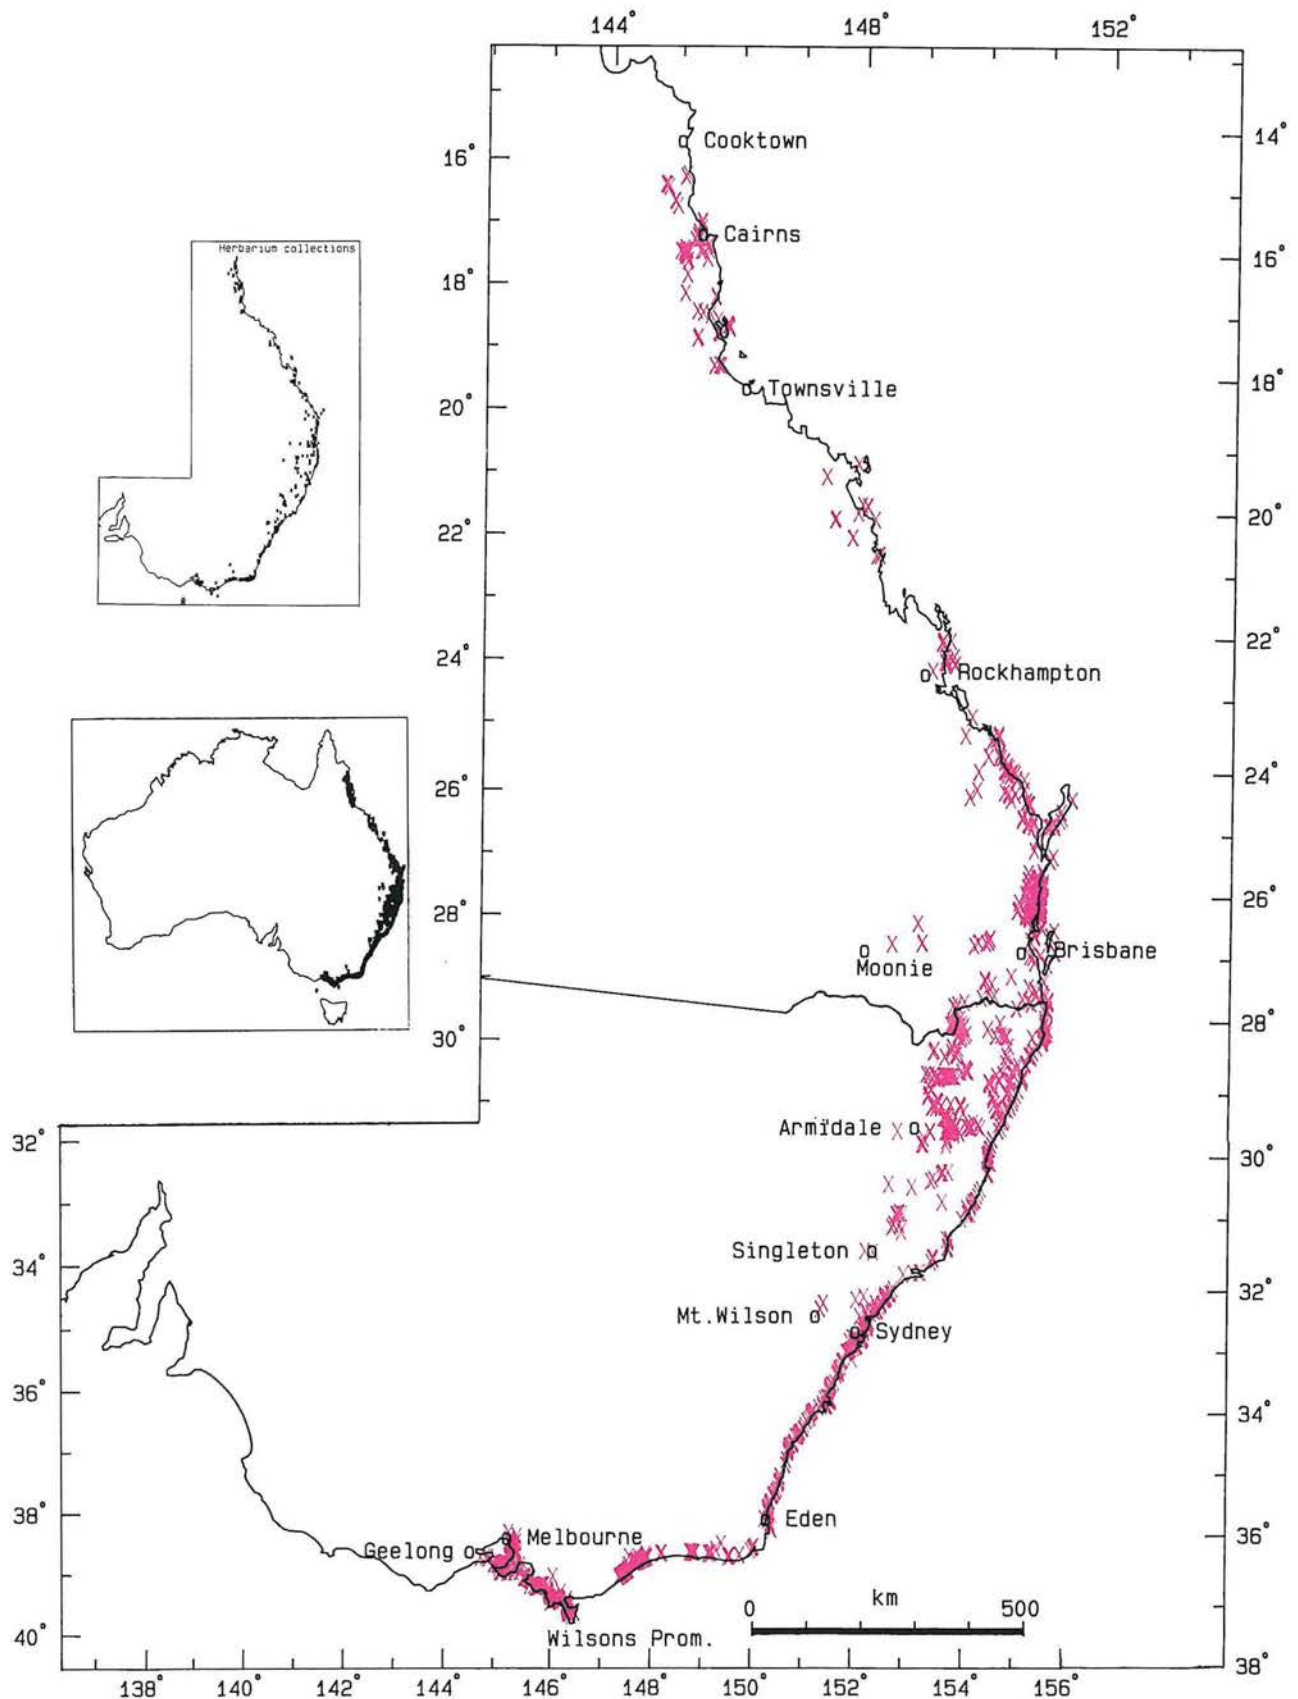 144° 148° 152°
14°
Cooktown
16°
Herbarium collections
Cairns
16°
18°
Townsville
18°
20°
20°
22°
22°
24°
Rockhampton
24°
26°
26°
28°
Moonie
Brisbane
30°
28°
32°
Armidale
30°
34°
Singleton
32°
Mt.Wilson
Sydney
36°
34°
38°
Eden
Geelong
Melbourne
36°
km
0 500
40°
Wilsons Prom.
38°
138° 140° 142° 144° 146° 148° 150° 152° 154° 156°